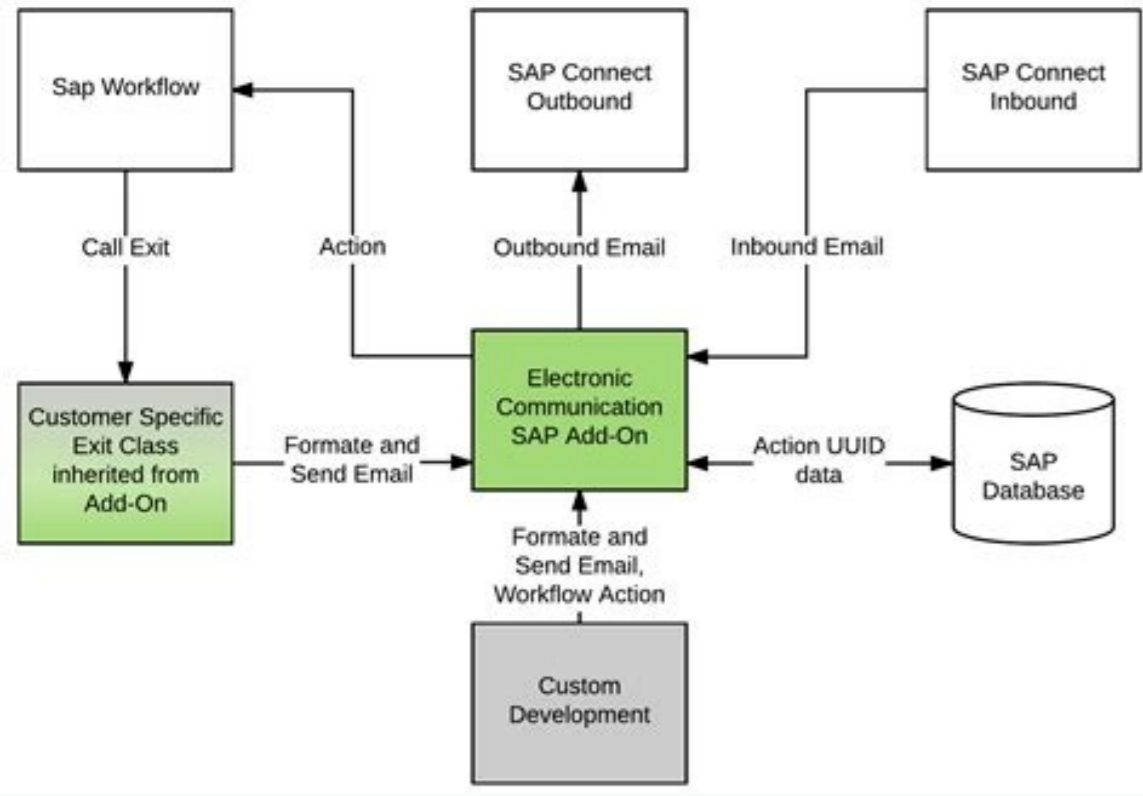 Sap Workflow
SAP Connect
Outbound
SAP Connect
Inbound
Call Exit
Action
Outbound Email
Inbound Email
Customer Specific
Exit Class
inherited from
Add-On
Formate and
Send Email
Electronic
Communication
SAP Add-On
Action UUID
data
SAP
Database
Formate and
Send Email,
Workflow Action
Custom
Development